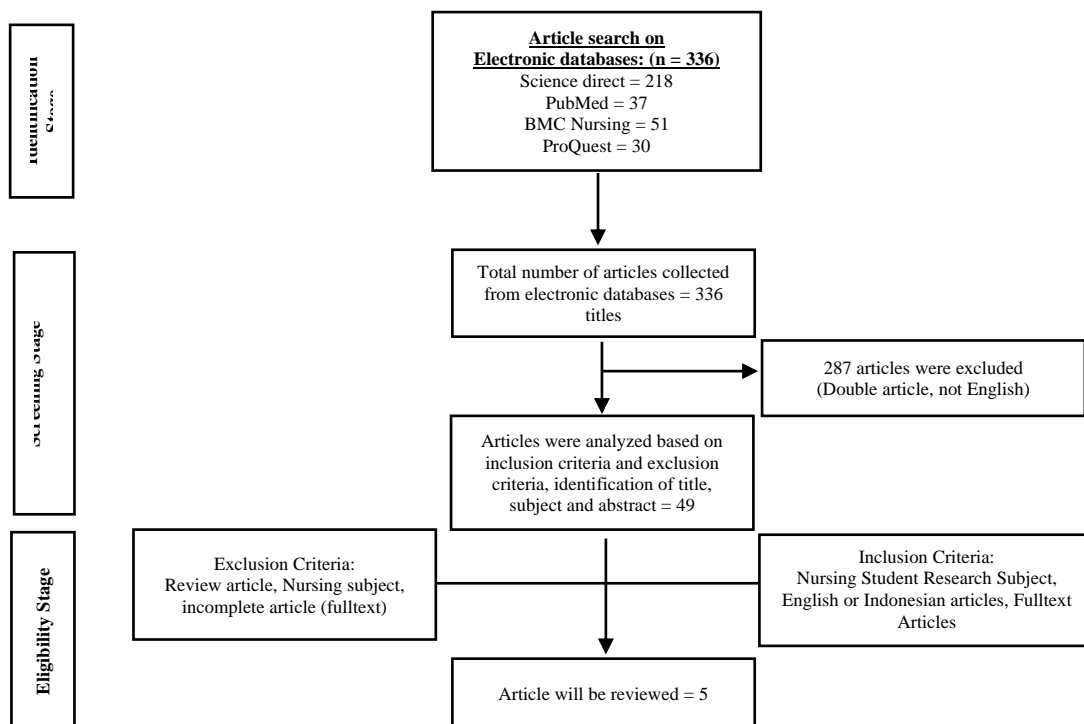 Identification
Stage
Article search on
Electronic databases: (n = 336)
Science direct = 218
PubMed = 37
BMC Nursing = 51
ProQuest = 30
Screening Stage
Total number of articles collected
from electronic databases = 336
titles
287 articles were excluded
(Double article, not English)
Articles were analyzed based on
inclusion criteria and exclusion
criteria, identification of title,
subject and abstract = 49
Eligibility Stage
Exclusion Criteria:
Review article, Nursing subject,
incomplete article (fulltext)
Inclusion Criteria:
Nursing Student Research Subject,
English or Indonesian articles, Fulltext
Articles
Article will be reviewed = 5